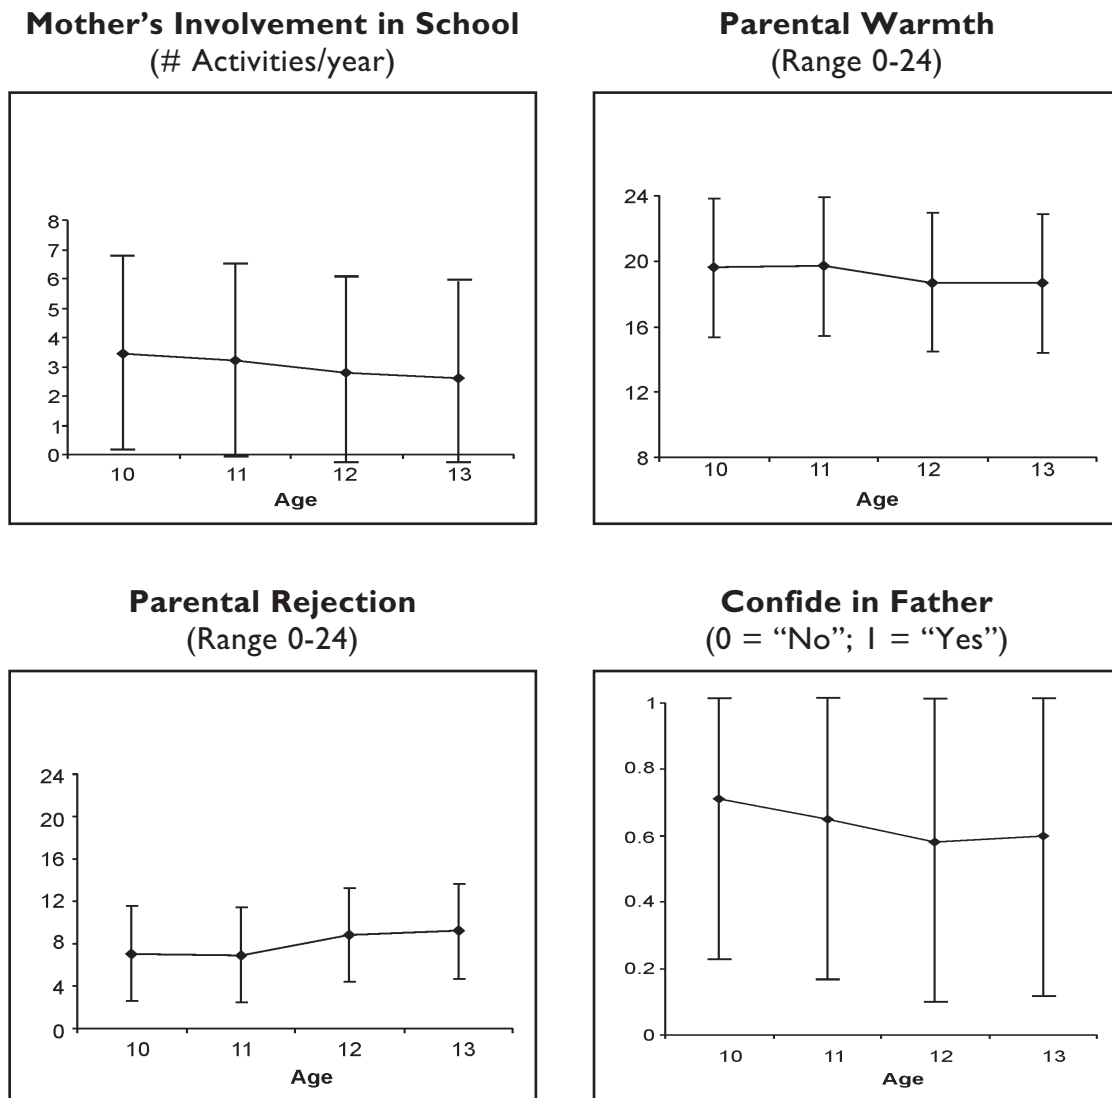 Mother’s Involvement in School
(# Activities/year)
8
7
6
5
4
3
2
1
0
10 11 12 13
Age
Parental Warmth
(Range 0-24)
24
20
16
12
8
10 11 12 13
Age
Parental Rejection
(Range 0-24)
24
20
16
12
8
4
0
10 11 12 13
Age
Confide in Father
(0 = “No”; 1 = “Yes”)
1
0.8
0.6
0.4
0.2
0
10 11 12 13
Age